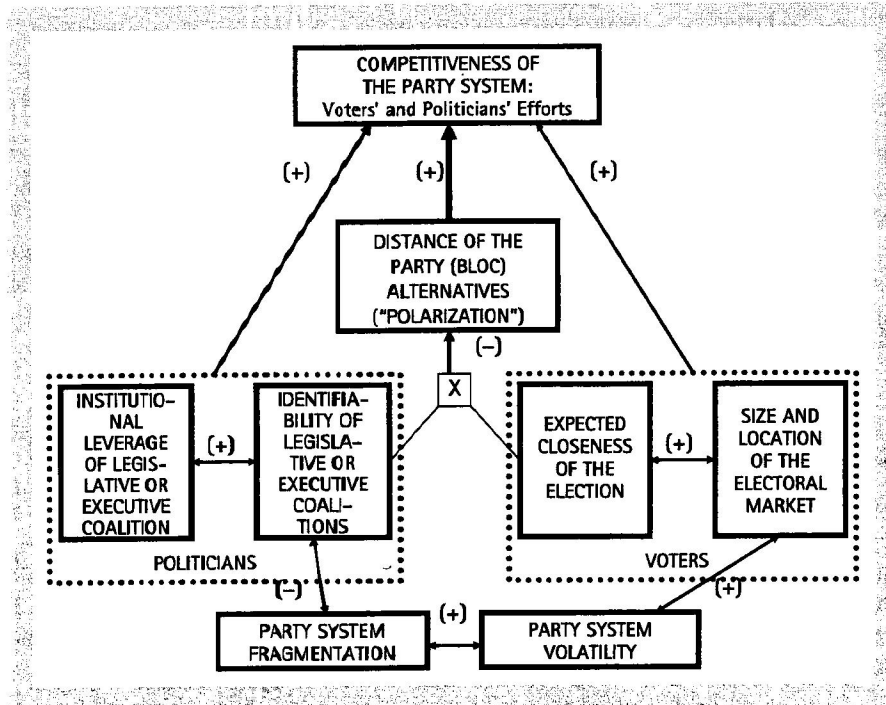 COMPETITIVENESS OF
THE PARTY SYSTEM:
Voters' and Politicians' Efforts
(+)
(+)
(+)
DISTANCE OF THE
PARTY (BLOC)
ALTERNATIVES
("POLARIZATION")
(−)
X
INSTITUTIO-
NAL
LEVERAGE
OF LEGIS-
LATIVE OR
EXECUTIVE
COALITION
(+)
IDENTIFIA-
BILITY OF
LEGISLA-
TIVE OR
EXECUTIVE
COALI-
TIONS
POLITICIANS
EXPECTED
CLOSENESS
OF THE
ELECTION
(+)
SIZE AND
LOCATION
OF THE
ELECTORAL
MARKET
VOTERS
(−)
(+)
(+)
PARTY SYSTEM
FRAGMENTATION
PARTY SYSTEM
VOLATILITY